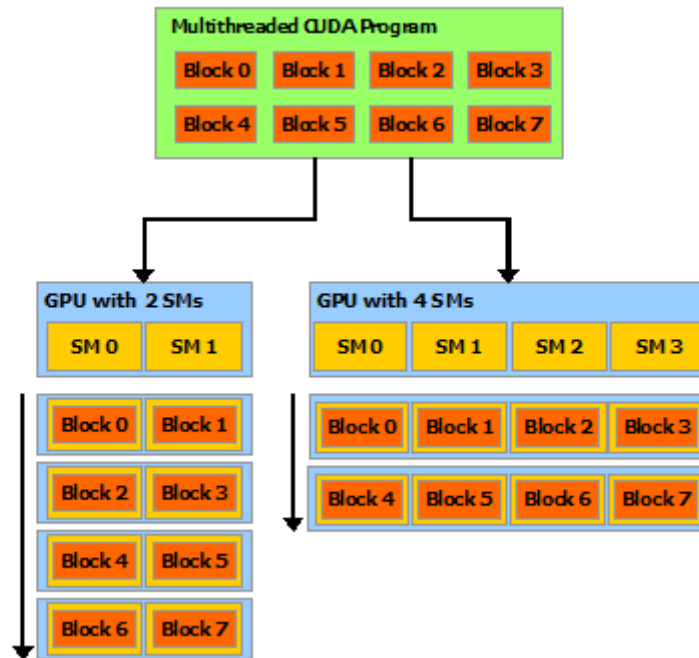 Multithreaded CUDA Program
Block 0 Block 1 Block 2 Block 3
Block 4 Block 5 Block 6 Block 7
GPU with 2 SMs
SM 0 SM 1
Block 0 Block 1
Block 2 Block 3
Block 4 Block 5
Block 6 Block 7
GPU with 4 SMs
SM 0 SM 1 SM 2 SM 3
Block 0 Block 1 Block 2 Block 3
Block 4 Block 5 Block 6 Block 7